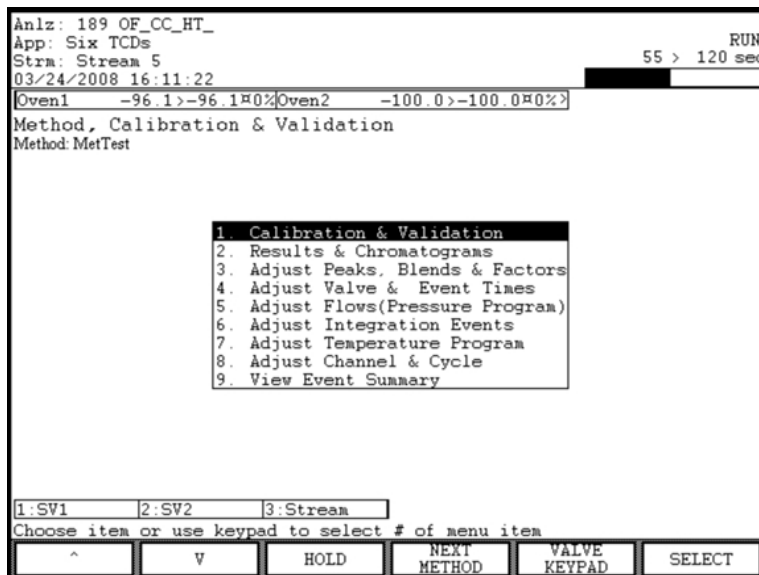 Anlz: 189 OF_CC_HT_
App: Six TCDs
RUN
Strm: Stream 5
55 > 120 sec
03/24/2008 16:11:22
Oven1 -96.1>-96.1¤0% Oven2 -100.0>-100.0¤0%>
Method, Calibration & Validation
Method: MetTest
1. Calibration & Validation
2. Results & Chromatograms
3. Adjust Peaks, Blends & Factors
4. Adjust Valve & Event Times
5. Adjust Flows(Pressure Program)
6. Adjust Integration Events
7. Adjust Temperature Program
8. Adjust Channel & Cycle
9. View Event Summary
1:SV1 2:SV2 3:Stream
Choose item or use keypad to select # of menu item
^ V HOLD NEXT METHOD VALVE KEYPAD SELECT